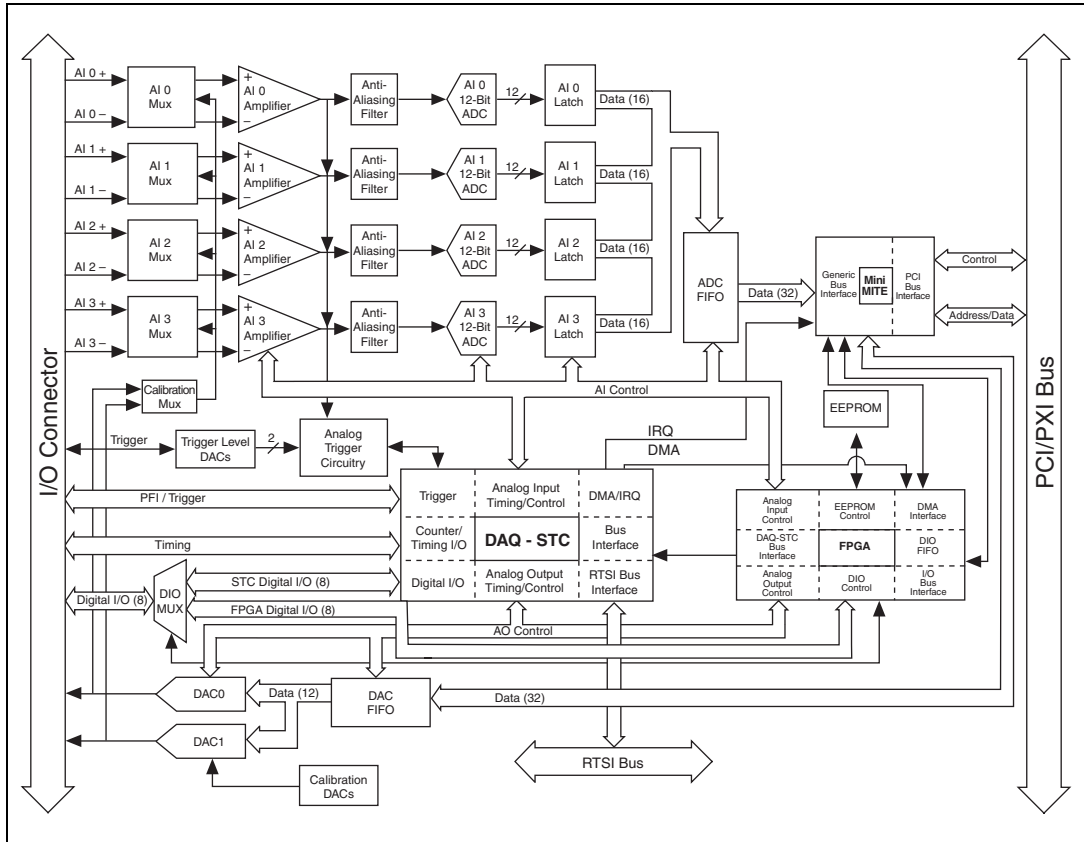 I/O Connector
PCI/PXI Bus
AI 0 +
AI 0 –
AI 0
Mux
+
AI 0
Amplifier
–
Anti-
Aliasing
Filter
AI 0
12-Bit
ADC
12
AI 0
Latch
Data (16)
AI 1 +
AI 1 –
AI 1
Mux
+
AI 1
Amplifier
–
Anti-
Aliasing
Filter
AI 1
12-Bit
ADC
12
AI 1
Latch
Data (16)
AI 2 +
AI 2 –
AI 2
Mux
+
AI 2
Amplifier
–
Anti-
Aliasing
Filter
AI 2
12-Bit
ADC
12
AI 2
Latch
Data (16)
AI 3 +
AI 3 –
AI 3
Mux
+
AI 3
Amplifier
–
Anti-
Aliasing
Filter
AI 3
12-Bit
ADC
12
AI 3
Latch
Data (16)
ADC
FIFO
Data (32)
Generic
Bus
Interface
Mini
MITE
PCI
Bus
Interface
Control
Address/Data
Calibration
Mux
AI Control
EEPROM
Trigger
Trigger Level
DACs
2
Analog
Trigger
Circuitry
IRQ
DMA
PFI / Trigger
Timing
Trigger
Analog Input
Timing/Control
DMA/IRQ
Counter/
Timing I/O
DAQ - STC
Bus
Interface
Digital I/O
Analog Output
Timing/Control
RTSI Bus
Interface
Analog
Input
Control
EEPROM
Control
DMA
Interface
DAQ-STC
Bus
Interface
FPGA
DIO
FIFO
Analog
Output
Control
DIO
Control
I/O
Bus
Interface
Digital I/O (8)
DIO
MUX
STC Digital I/O (8)
FPGA Digital I/O (8)
AO Control
DAC0
Data (12)
DAC
FIFO
Data (32)
DAC1
Calibration
DACs
RTSI Bus